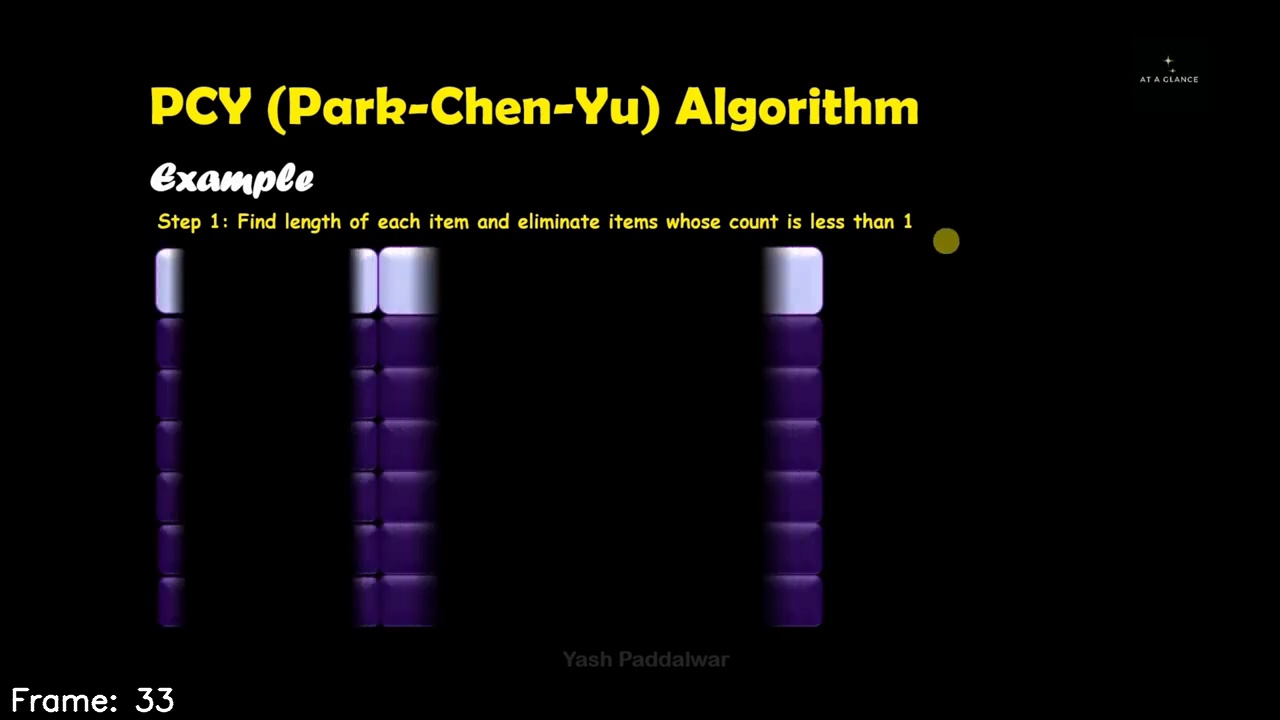 AT A GLANCE
PCY (Park-Chen-Yu) Algorithm
Example
Step 1: Find length of each item and eliminate items whose count is less than 1
Yash Paddalwar
Frame: 33